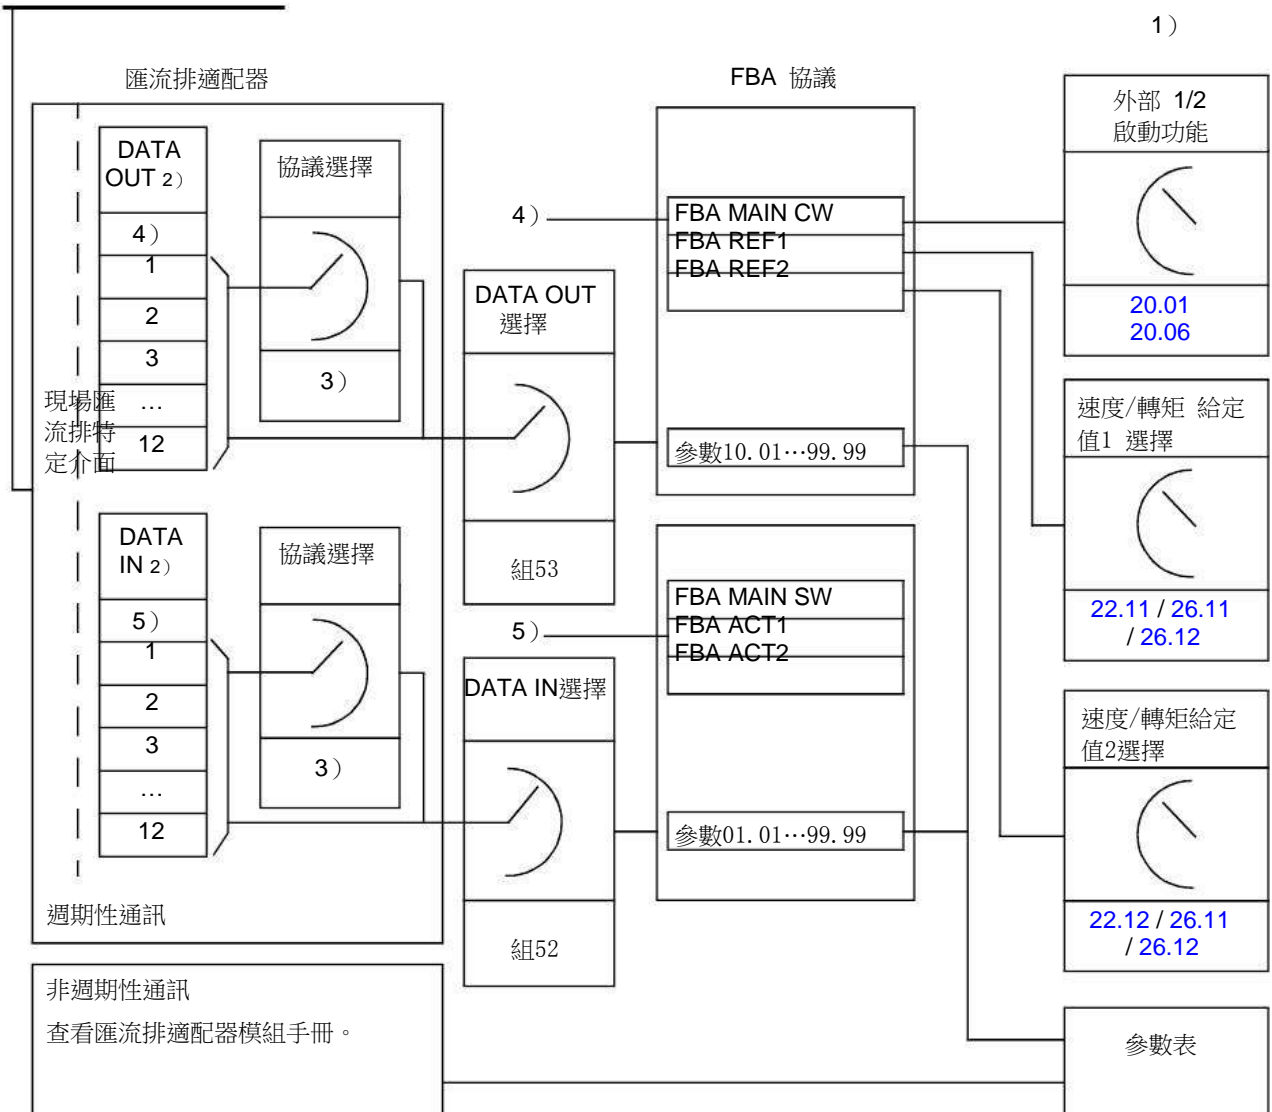 1）
匯流排適配器
FBA 協議
DATA
OUT 2）
4）
1
2
3
…
12
協議選擇
3）
現場匯
流排特
定介面
DATA
IN 2）
5）
1
2
3
…
12
協議選擇
3）
週期性通訊
DATA OUT
選擇
組53
DATA IN選擇
組52
4）
FBA MAIN CW
FBA REF1
FBA REF2
參數10.01…99.99
5）
FBA MAIN SW
FBA ACT1
FBA ACT2
參數01.01…99.99
外部 1/2
啟動功能
20.01
20.06
速度/轉矩 給定
值1 選擇
22.11 / 26.11
/ 26.12
速度/轉矩給定
值2選擇
22.12 / 26.11
/ 26.12
非週期性通訊
查看匯流排適配器模組手冊。
參數表